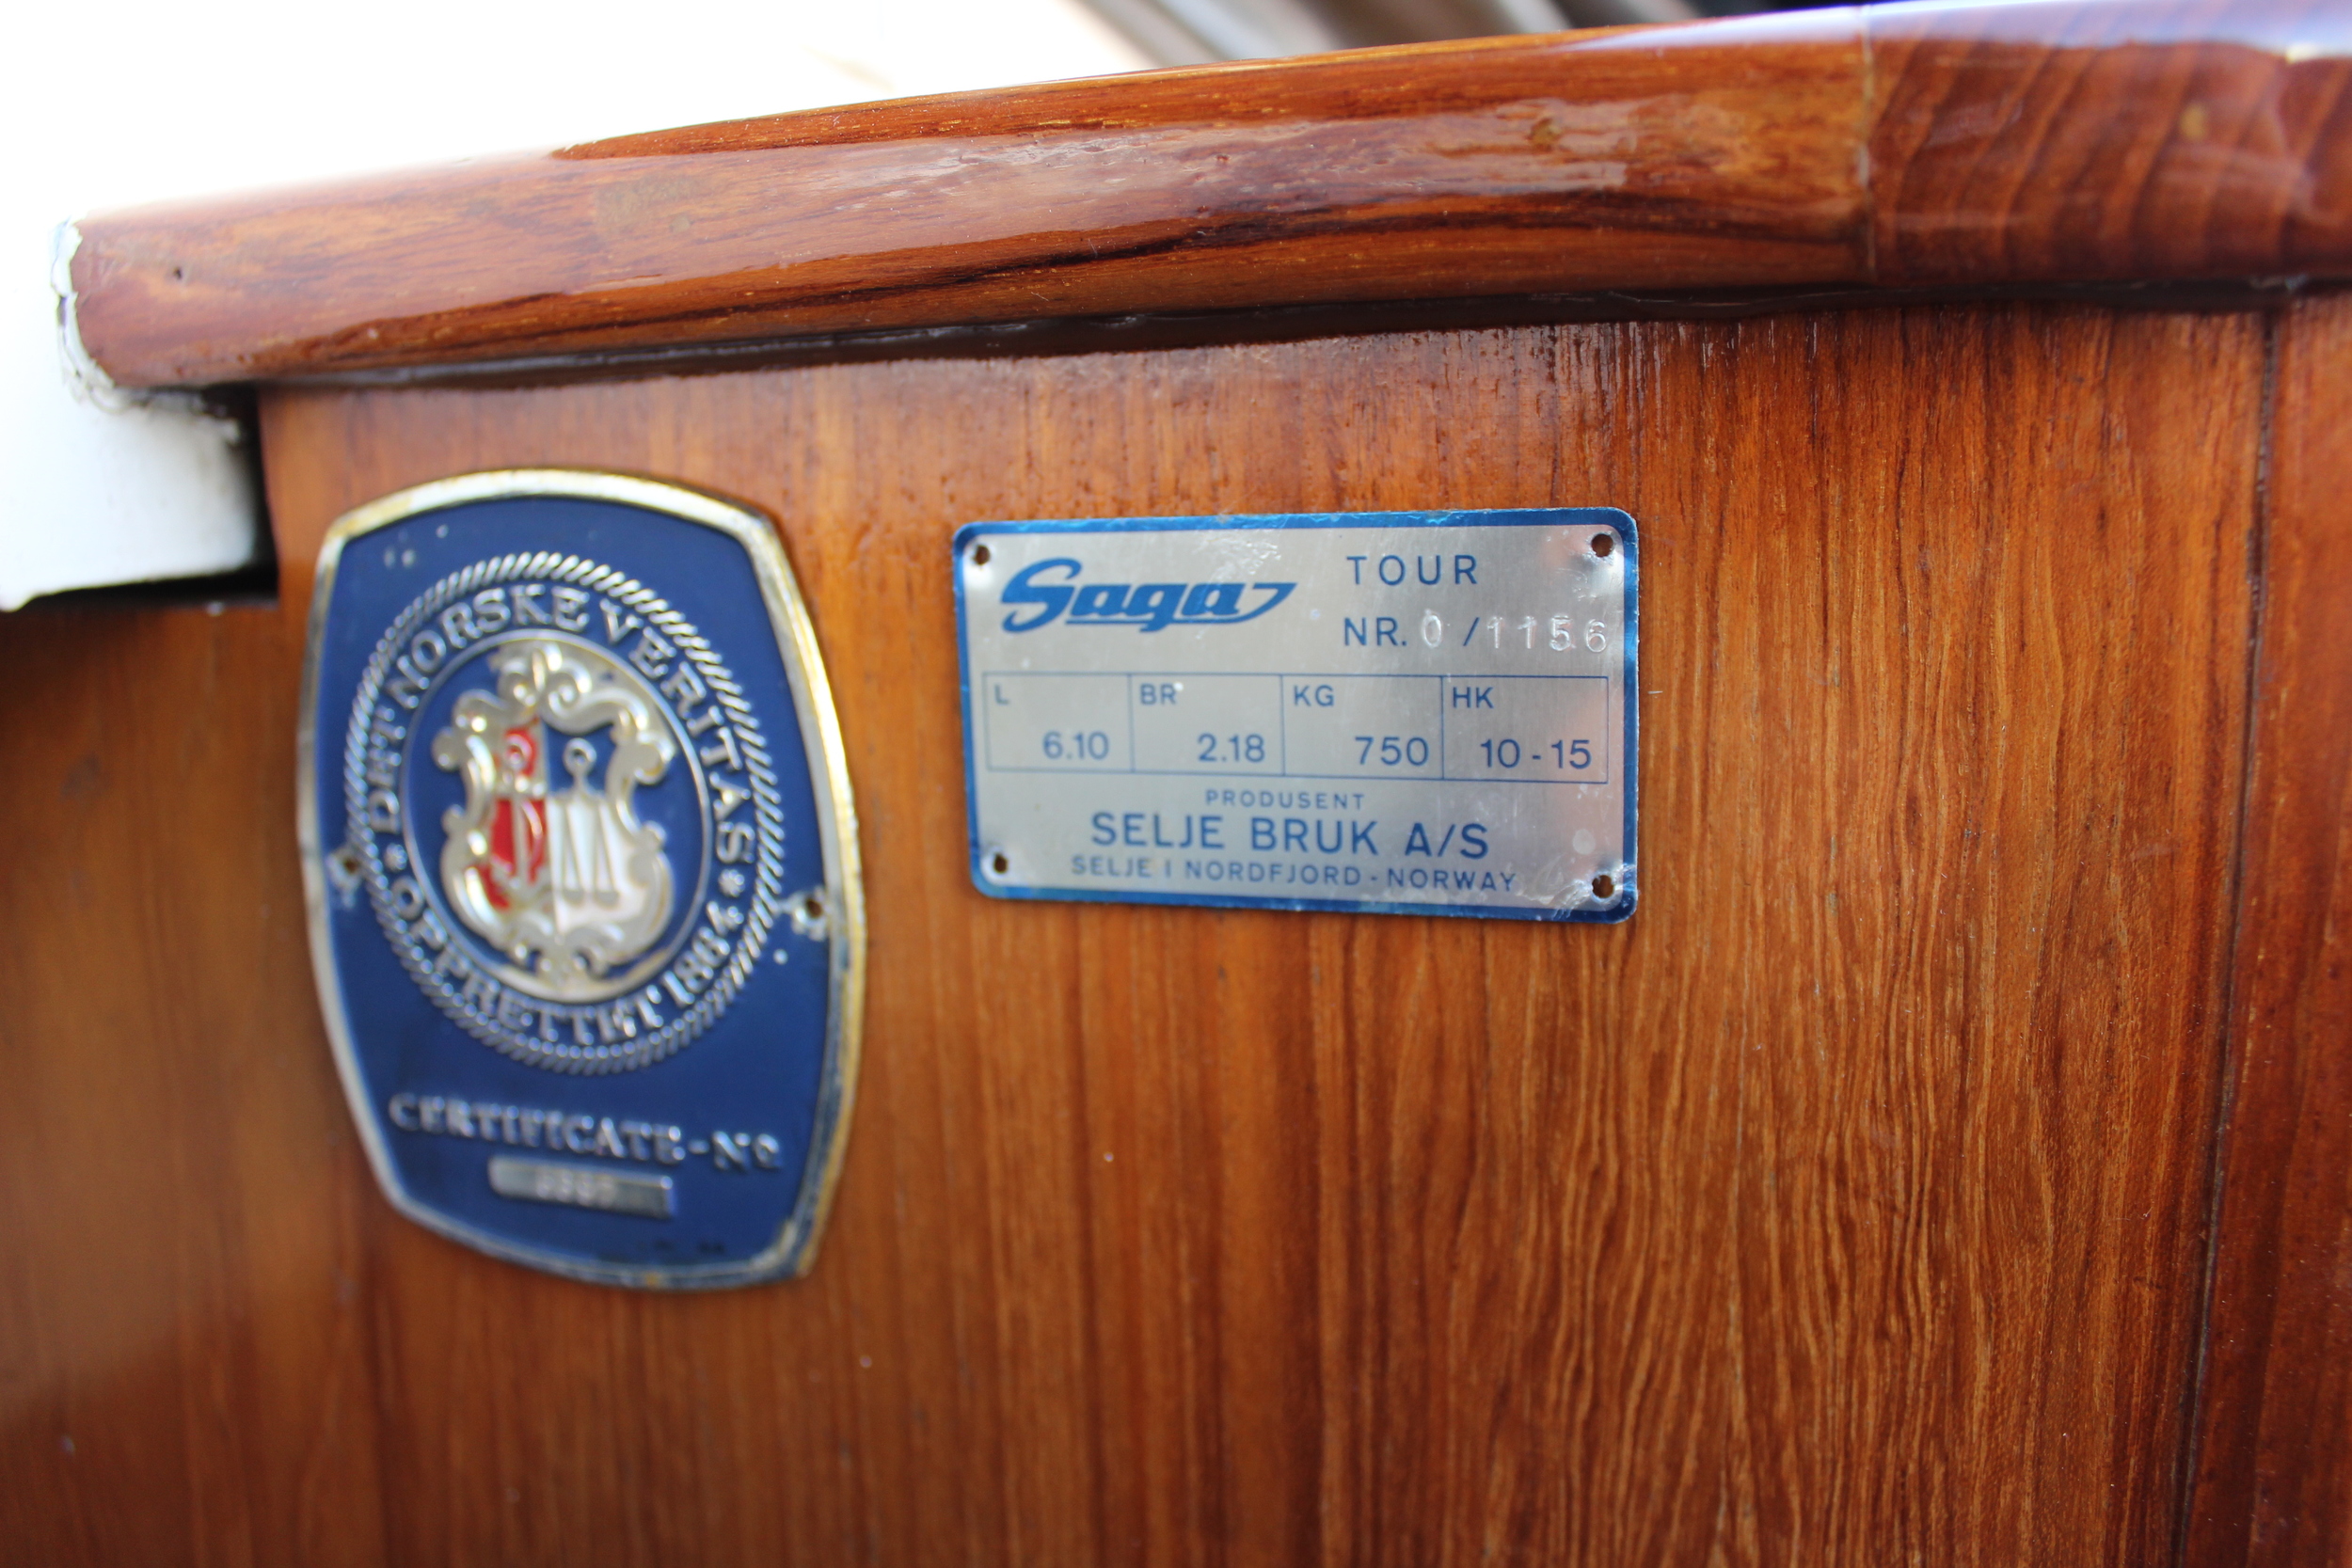 DET NORSKE VERITAS
* OPPRETTET 1864 *
CERTIFICATE-Nº
Saga
TOUR
NR. 0 /1156
L BR KG HK
6.10 2.18 750 10-15
PRODUSENT
SELJE BRUK A/S
SELJE I NORDFJORD - NORWAY